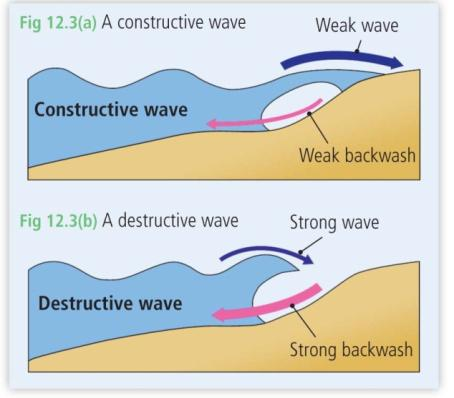 Fig 12.3(a) A constructive wave
Weak wave
Constructive wave
Weak backwash
Fig 12.3(b) A destructive wave
Strong wave
Destructive wave
Strong backwash